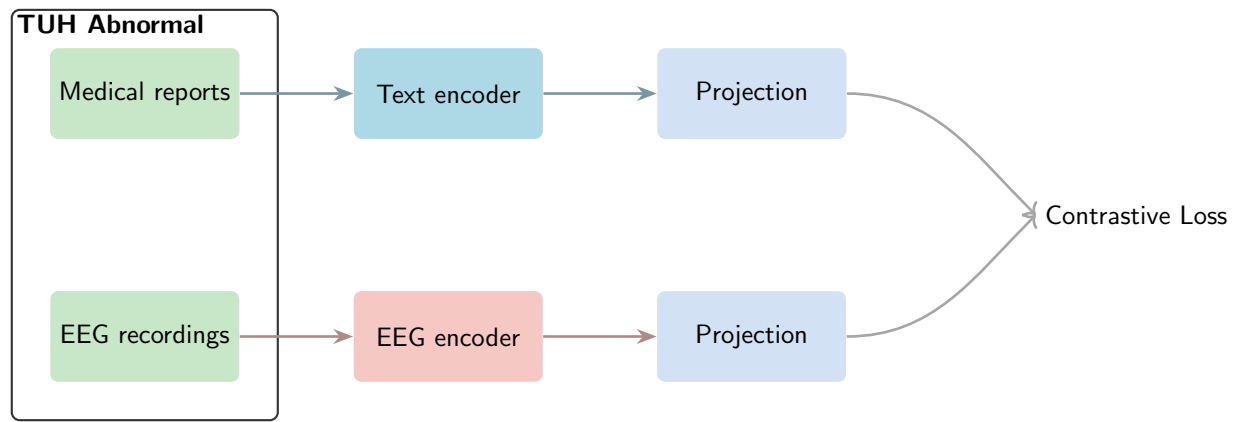 TUH Abnormal
Medical reports
Text encoder
Projection
Contrastive Loss
EEG recordings
EEG encoder
Projection